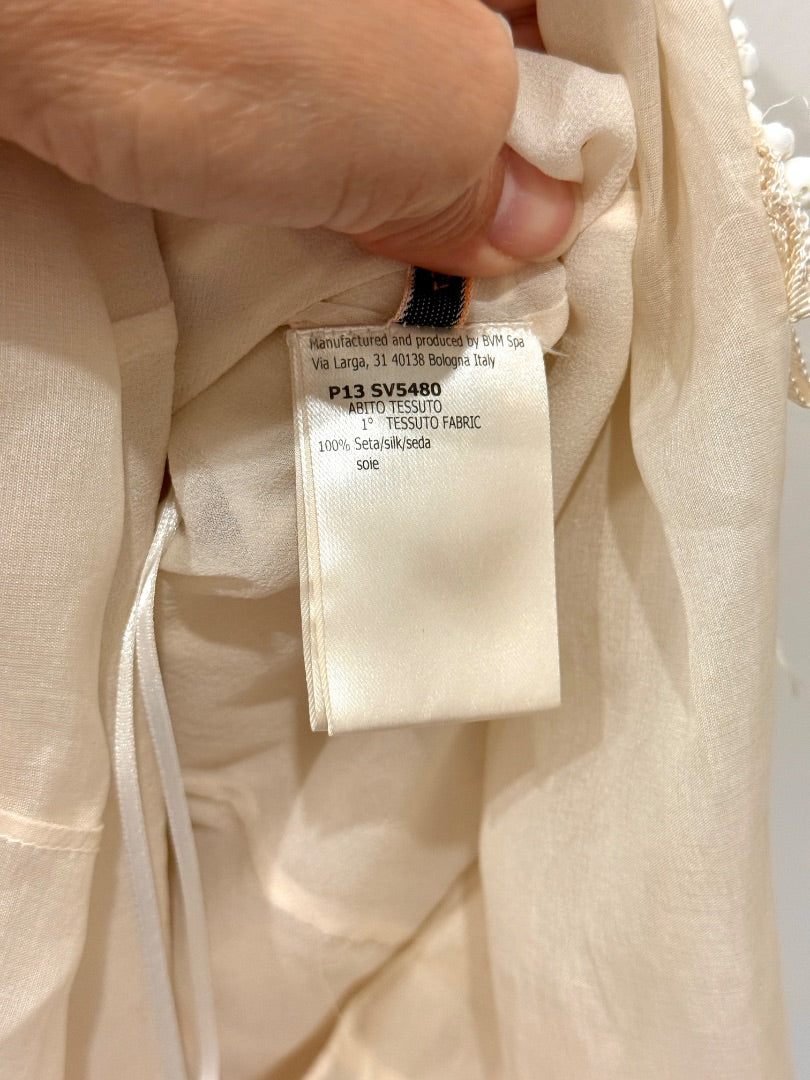 Manufactured and produced by BVM Spa
Via Larga, 31 40138 Bologna Italy
P13 SV5480
ABITO TESSUTO
1° TESSUTO FABRIC
100% Seta/silk/seda
soie